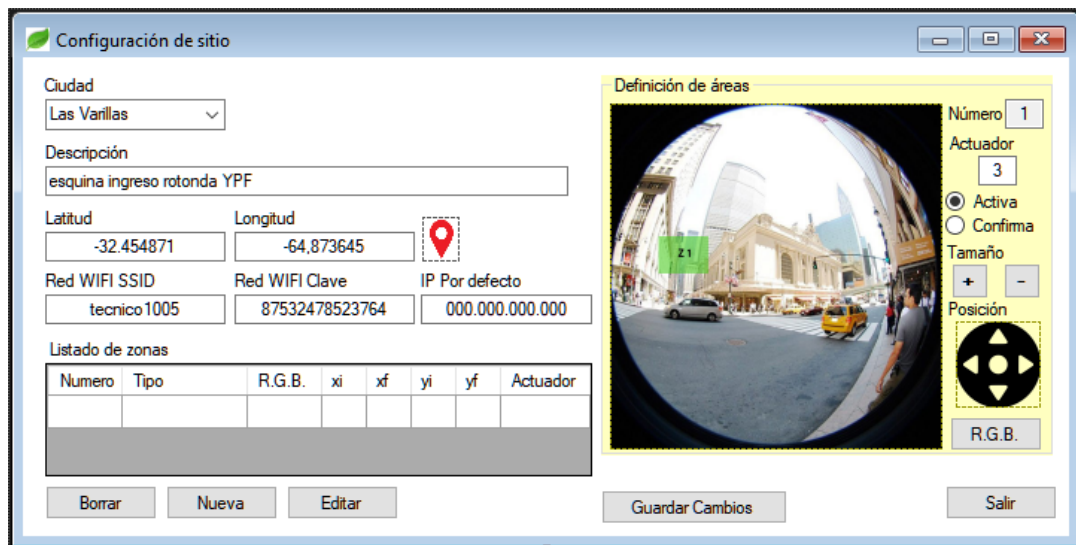 Configuración de sitio
Ciudad
Las Varillas
Descripción
esquina ingreso rotonda YPF
Latitud Longitud
-32.454871 -64,873645
Red WIFI SSID Red WIFI Clave IP Por defecto
tecnico1005 87532478523764 000.000.000.000
Listado de zonas
Numero Tipo R.G.B. xi xf yi yf Actuador
Borrar Nueva Editar
Definición de áreas
Z1
Número 1
Actuador
3
Activa
Confirma
Tamaño
+ -
Posición
R.G.B.
Guardar Cambios Salir